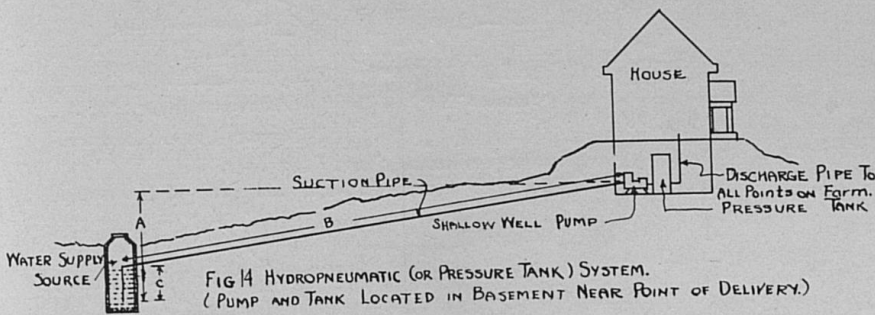 HOUSE
SUCTION PIPE
DISCHARGE PIPE TO
ALL POINTS ON FARM.
PRESSURE TANK
A
B
SHALLOW WELL PUMP
WATER SUPPLY
SOURCE
C
FIG 14 HYDROPNEUMATIC (OR PRESSURE TANK) SYSTEM.
(PUMP AND TANK LOCATED IN BASEMENT NEAR POINT OF DELIVERY.)